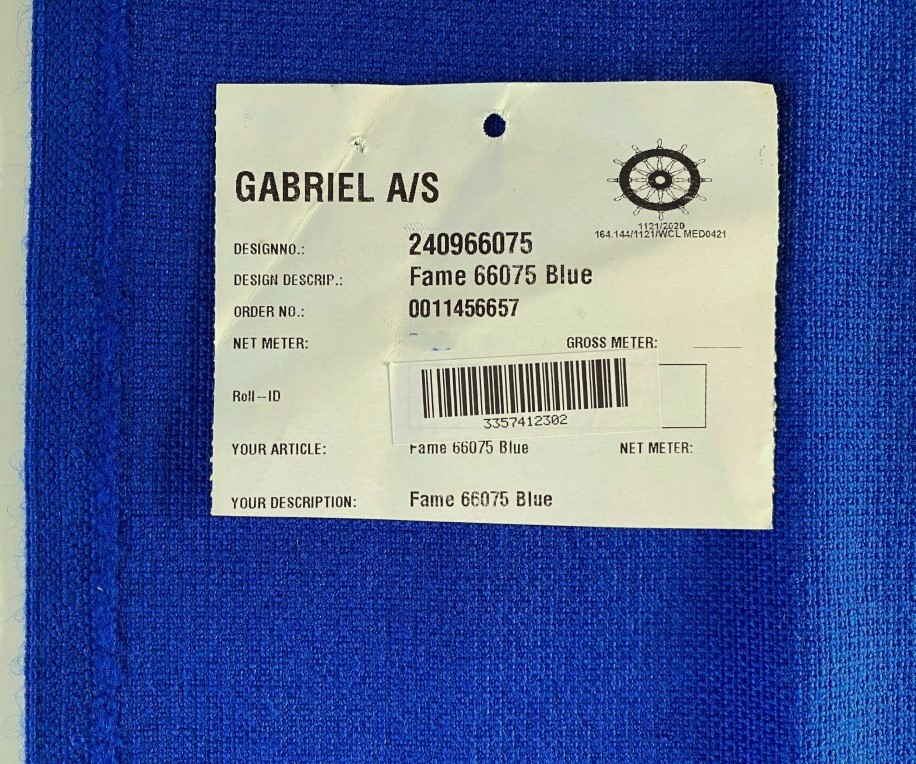 GABRIEL A/S
1121/2020
164.144/1121/WCL MED0421
DESIGNNO.: 240966075
DESIGN DESCRIP.: Fame 66075 Blue
ORDER NO.: 0011456657
NET METER: GROSS METER:
Roll-ID
3357412302
YOUR ARTICLE: Fame 66075 Blue NET METER:
YOUR DESCRIPTION: Fame 66075 Blue